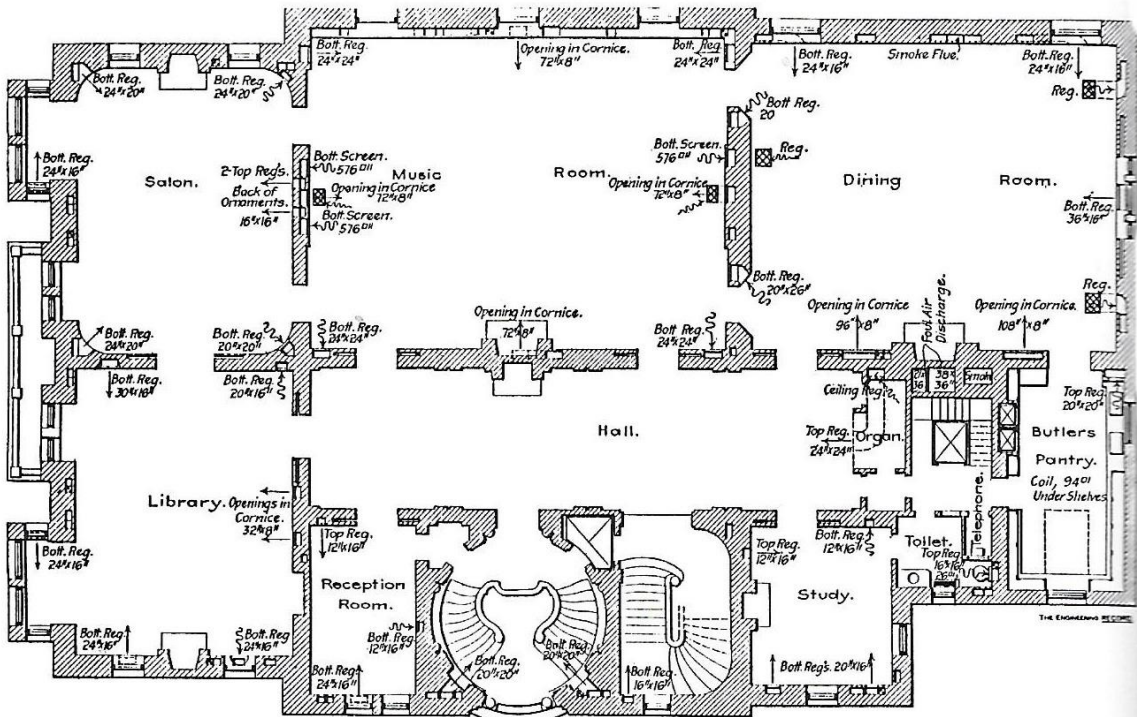 Bott. Reg.
24"x24"
Opening in Cornice.
72"x8"
Bott. Reg.
24"x24"
Bott. Reg.
24"x16"
Smoke Flue.
Bott. Reg.
24"x16"
Bott. Reg.
24"x20"
Bott. Reg.
24"x20"
Reg.
Bott. Reg.
20
Bott. Reg.
24"x16"
Salon.
2-Top Reg's.
Back of
Ornaments.
16"x16"
Bott. Screen.
576""
Music
Opening in Cornice
72"x8"
Bott. Screen.
576""
Room.
Bott. Screen.
576""
Opening in Cornice
72"x8"
Reg.
Dining
Room.
Bott. Reg.
36"x16"
Bott. Reg.
20"x26"
Reg.
Bott. Reg.
24"x20"
Bott. Reg.
20"x20"
Bott. Reg.
24"x24"
Opening in Cornice.
72"x8"
Bott. Reg.
24"x24"
Opening in Cornice
96"x8"
Foul Air
Discharge.
Opening in Cornice.
108"x8"
Bott. Reg.
30"x16"
Bott. Reg.
20"x16"
Ceiling Reg.
21x
36
38x
36"
Smoke
Top Reg.
20"x20"
Hall.
Top Reg.
24"x24"
Organ.
Butlers
Pantry.
Coil, 94""
Under Shelves
Library.
Openings in
Cornice.
32"x8"
Telephone.
Bott. Reg.
24"x16"
Top Reg.
12"x16"
Top Reg.
12"x16"
Bott. Reg.
12"x16"
Toilet.
Top Reg.
16"x16"
Reception
Room.
Study.
THE ENGINEERING RECORD.
Bott. Reg.
24"x16"
Bott. Reg.
24"x16"
Bott. Reg.
12"x16"
Bott. Reg.
24"x16"
Bott. Reg.
20"x20"
Bott. Reg.
20"x20"
Bott. Reg.
16"x16"
Bott. Reg's. 20"x16"